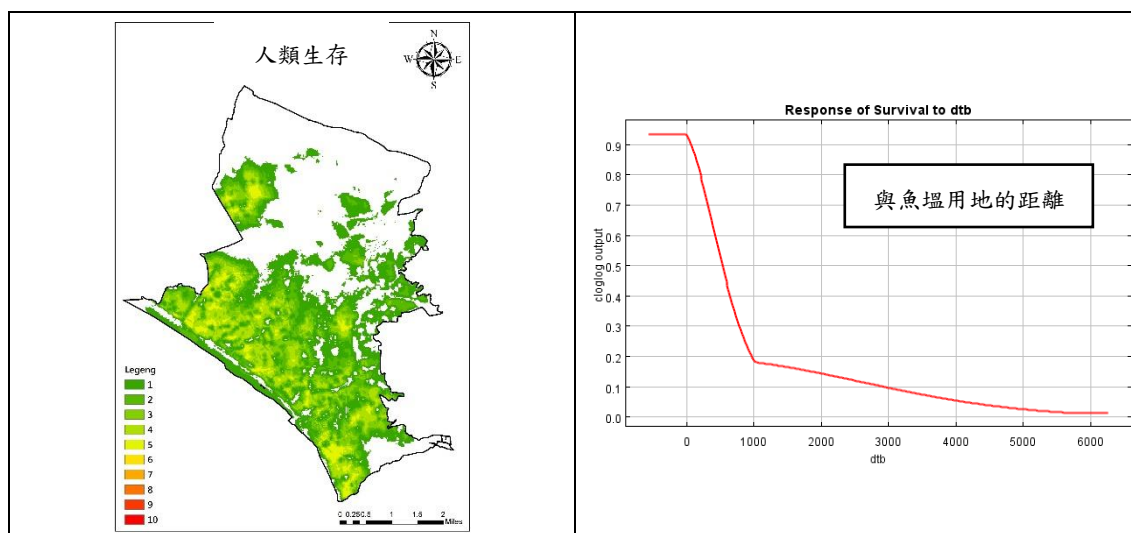 人類生存
N
W
E
S
Legeng
1
2
3
4
5
6
7
8
9
10
0 0.25 0.5 1 1.5 2
Miles
Response of Survival to dtb
與魚塭用地的距離
cloglog output
0.9
0.8
0.7
0.6
0.5
0.4
0.3
0.2
0.1
0.0
0 1000 2000 3000 4000 5000 6000
dtb